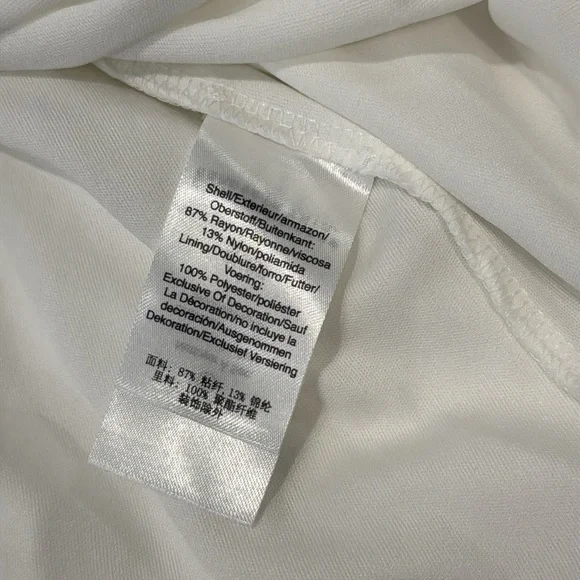 Shell/Exterieur/armazon/
Oberstoff/Buitenkant:
87% Rayon/Rayonne/viscosa
13% Nylon/poliamida
Lining/Doublure/forro/Futter/
Voering:
100% Polyester/poliéster
Exclusive Of Decoration/Sauf
La Décoration/no incluye la
decoración/Ausgenommen
Dekoration/Exclusief Versiering
面料: 87% 粘纤 13% 锦纶
里料: 100% 聚酯纤维
装饰除外